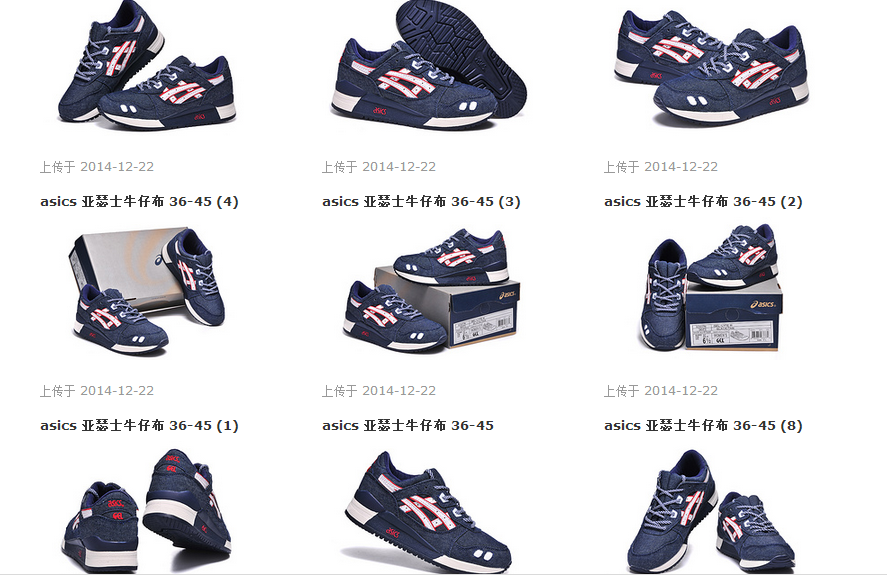 上传于 2014-12-22
上传于 2014-12-22
上传于 2014-12-22
asics 亚瑟士牛仔布 36-45 (4)
asics 亚瑟士牛仔布 36-45 (3)
asics 亚瑟士牛仔布 36-45 (2)
asics.
asics.
上传于 2014-12-22
上传于 2014-12-22
上传于 2014-12-22
asics 亚瑟士牛仔布 36-45 (1)
asics 亚瑟士牛仔布 36-45
asics 亚瑟士牛仔布 36-45 (8)